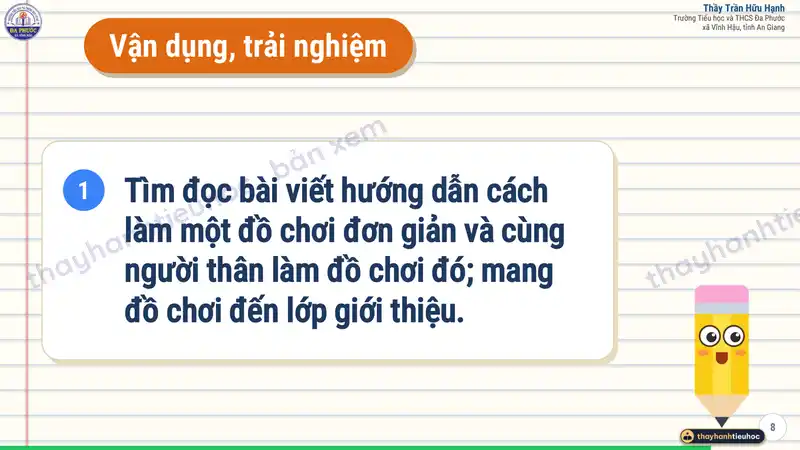 Thầy Trần Hữu Hạnh
Trường Tiểu học và THCS Đa Phước
xã Vĩnh Hậu, tỉnh An Giang
ĐA PHƯỚC
Vận dụng, trải nghiệm
1
Tìm đọc bài viết hướng dẫn cách
làm một đồ chơi đơn giản và cùng
người thân làm đồ chơi đó; mang
đồ chơi đến lớp giới thiệu.
thayhanhtieuhoc
8